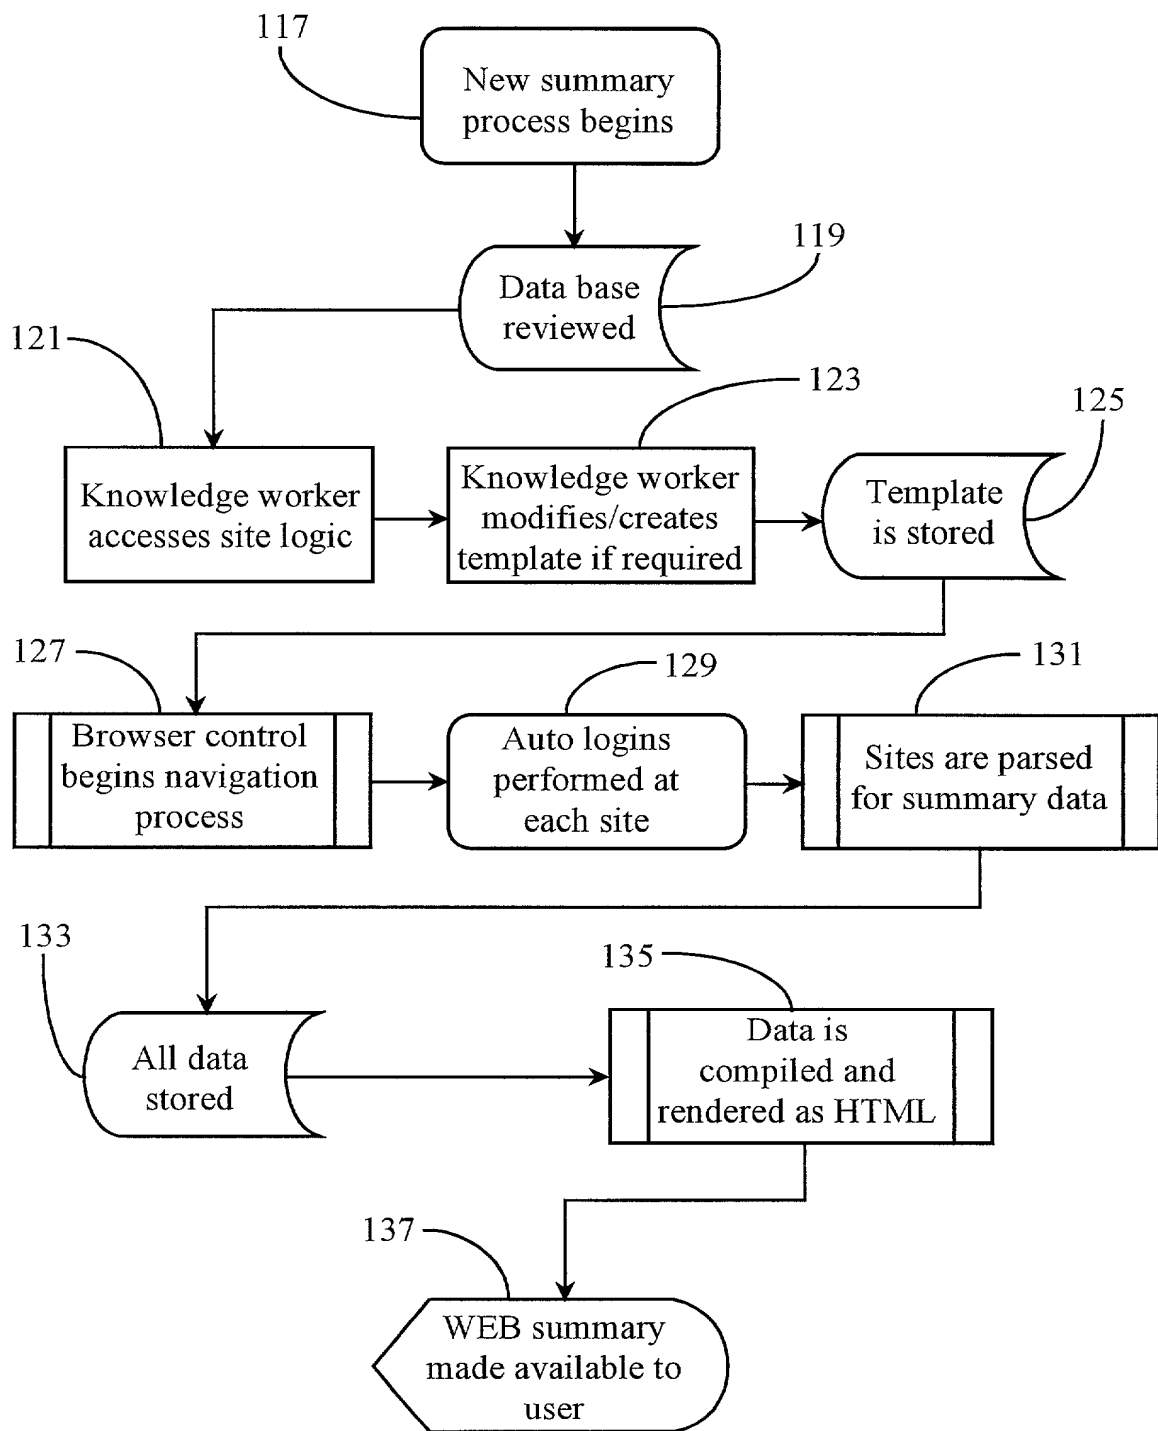 117
New summary
process begins
119
Data base
reviewed
121
Knowledge worker
accesses site logic
123
Knowledge worker
modifies/creates
template if required
125
Template
is stored
127
Browser control
begins navigation
process
129
Auto logins
performed at
each site
131
Sites are parsed
for summary data
133
All data
stored
135
Data is
compiled and
rendered as HTML
137
WEB summary
made available to
user